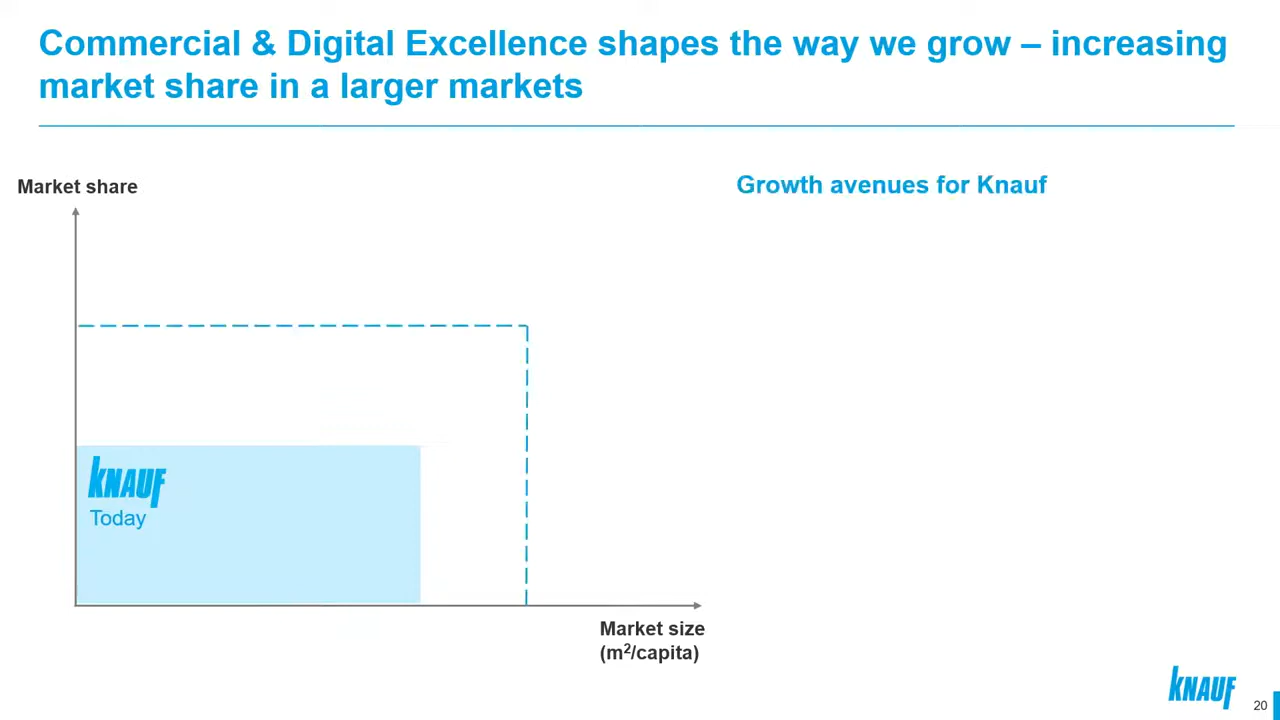 Commercial & Digital Excellence shapes the way we grow – increasing
market share in a larger markets
Market share
Growth avenues for Knauf
KNAUF
Today
Market size
(m²/capita)
KNAUF
20